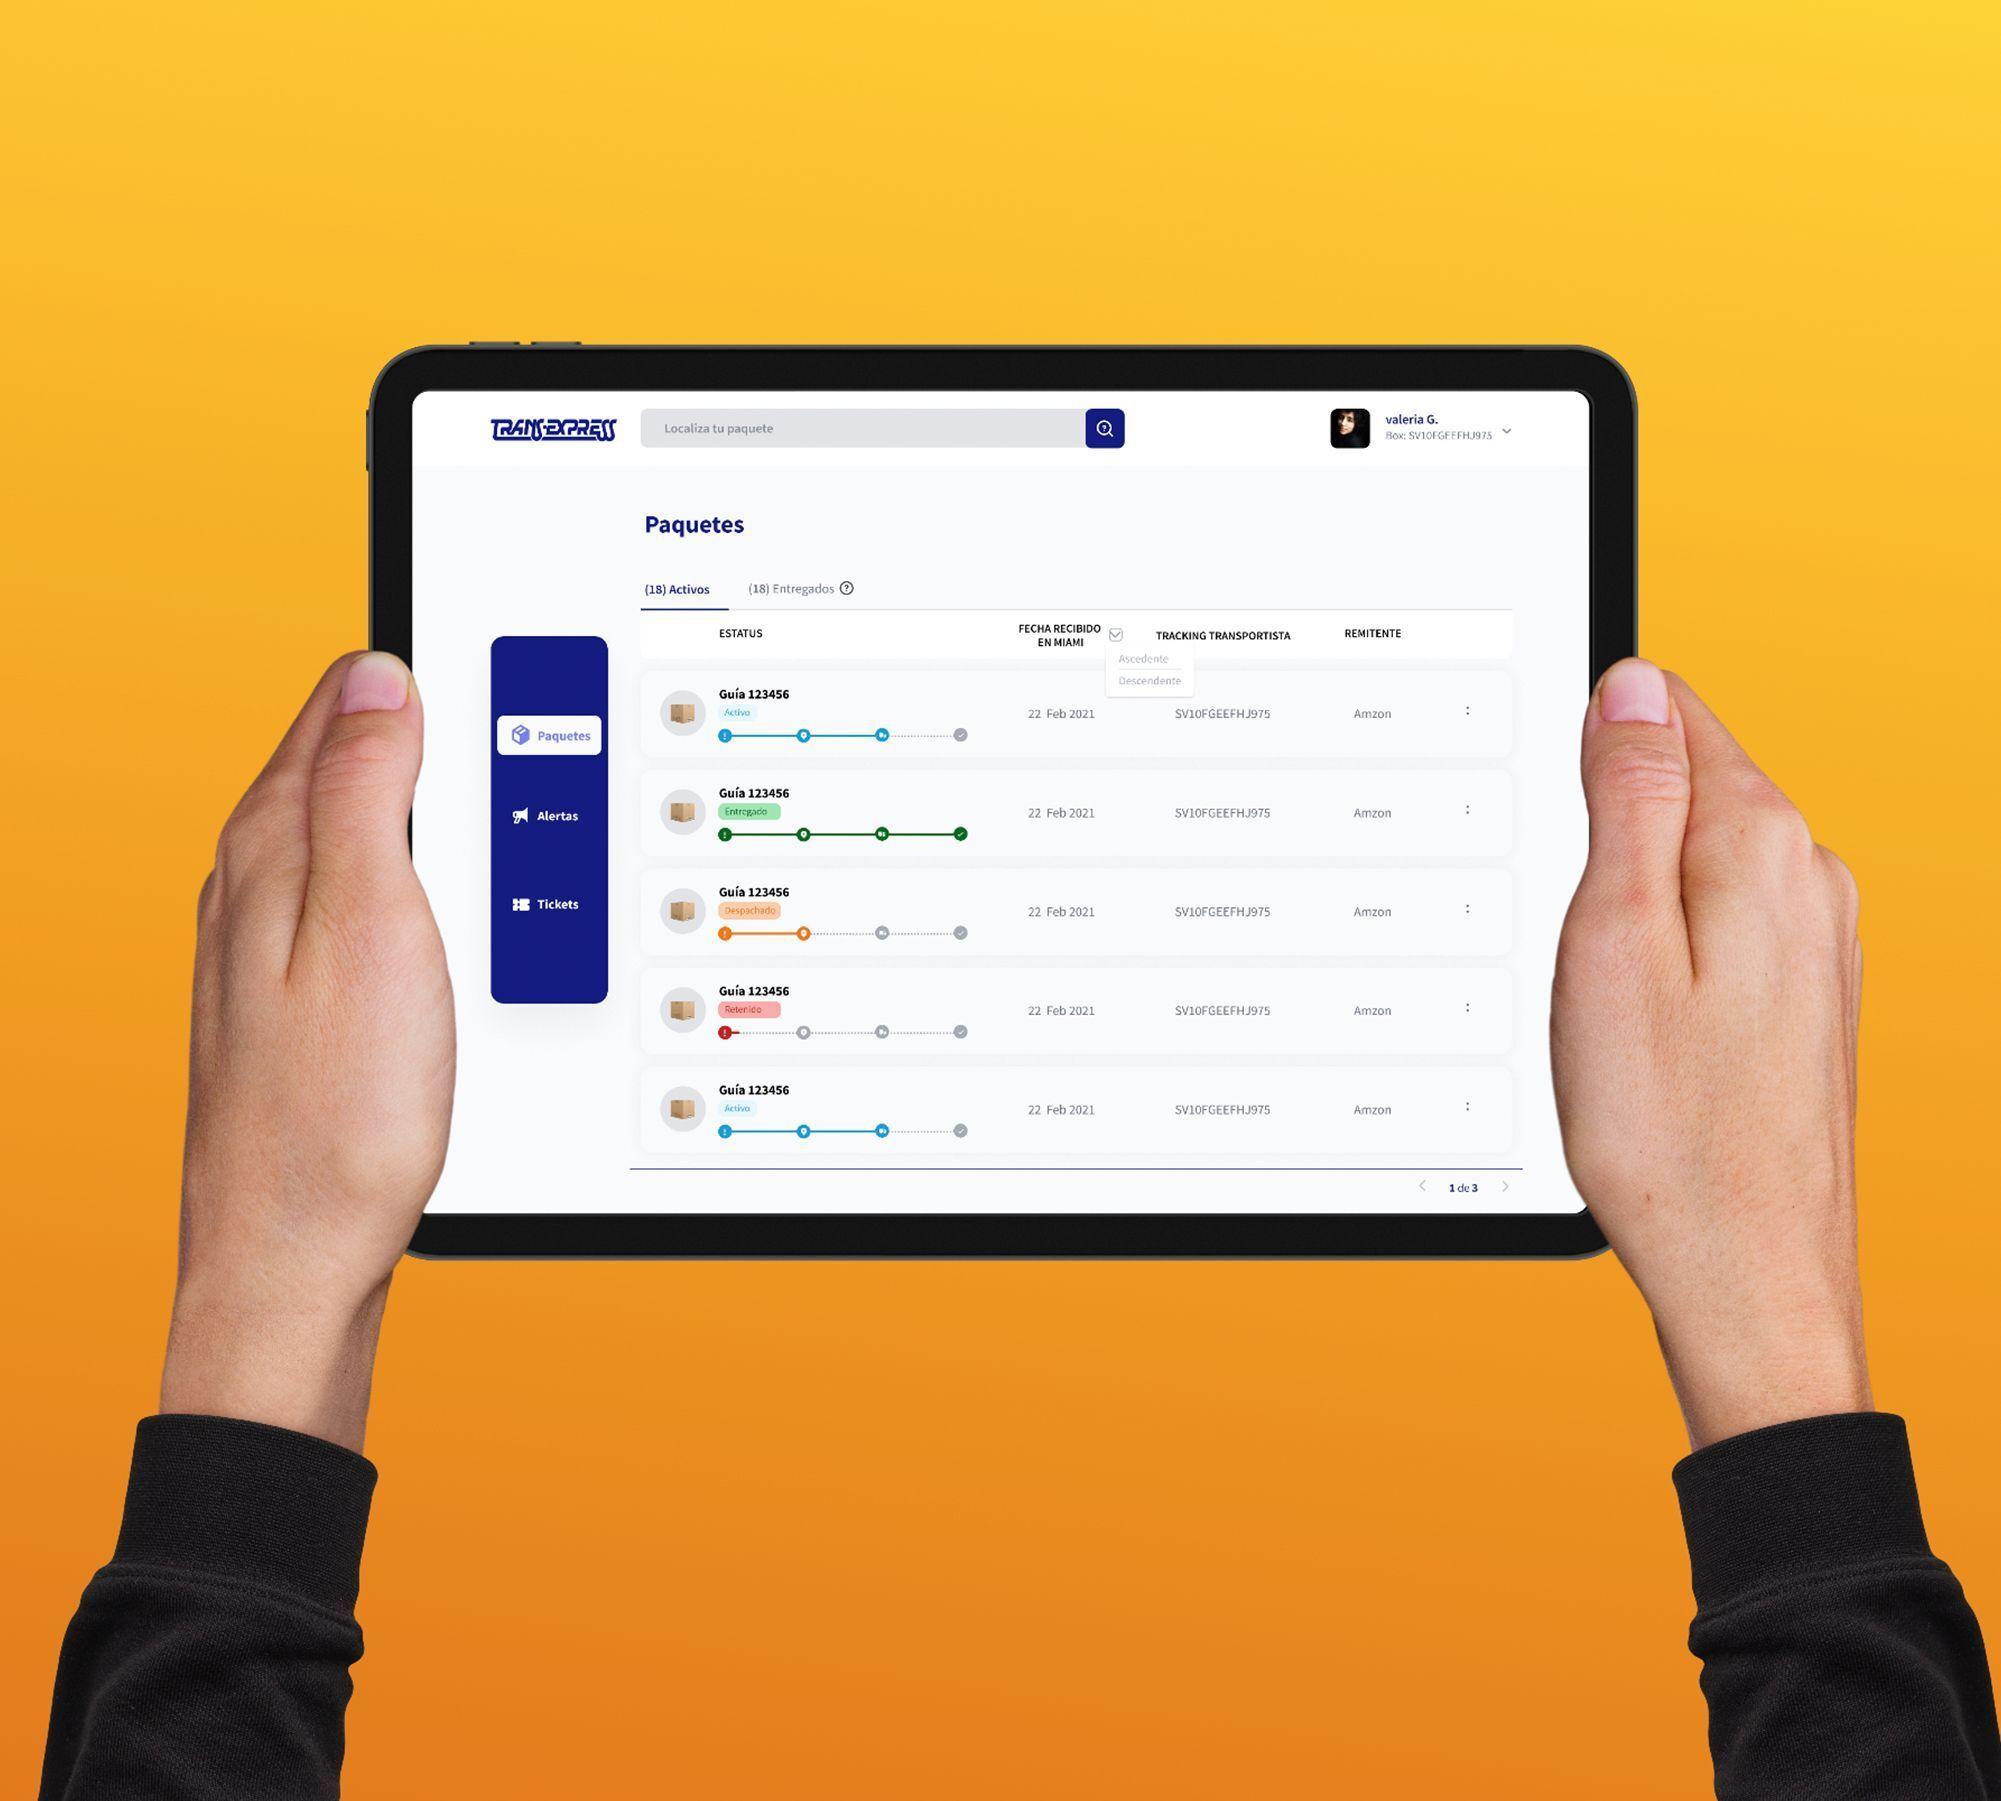 TRANS-EXPRESS
Localiza tu paquete
valeria G.
Box: SV10FGEEFHJ975
Paquetes
(18) Activos
(18) Entregados
ESTATUS
FECHA RECIBIDO
EN MIAMI
TRACKING TRANSPORTISTA
REMITENTE
Ascedente
Descendente
Paquetes
Alertas
Tickets
Guía 123456
Activo
22 Feb 2021
SV10FGEEFHJ975
Amzon
Guía 123456
Entregado
22 Feb 2021
SV10FGEEFHJ975
Amzon
Guía 123456
Despachado
22 Feb 2021
SV10FGEEFHJ975
Amzon
Guía 123456
Retenido
22 Feb 2021
SV10FGEEFHJ975
Amzon
Guía 123456
Activo
22 Feb 2021
SV10FGEEFHJ975
Amzon
1 de 3